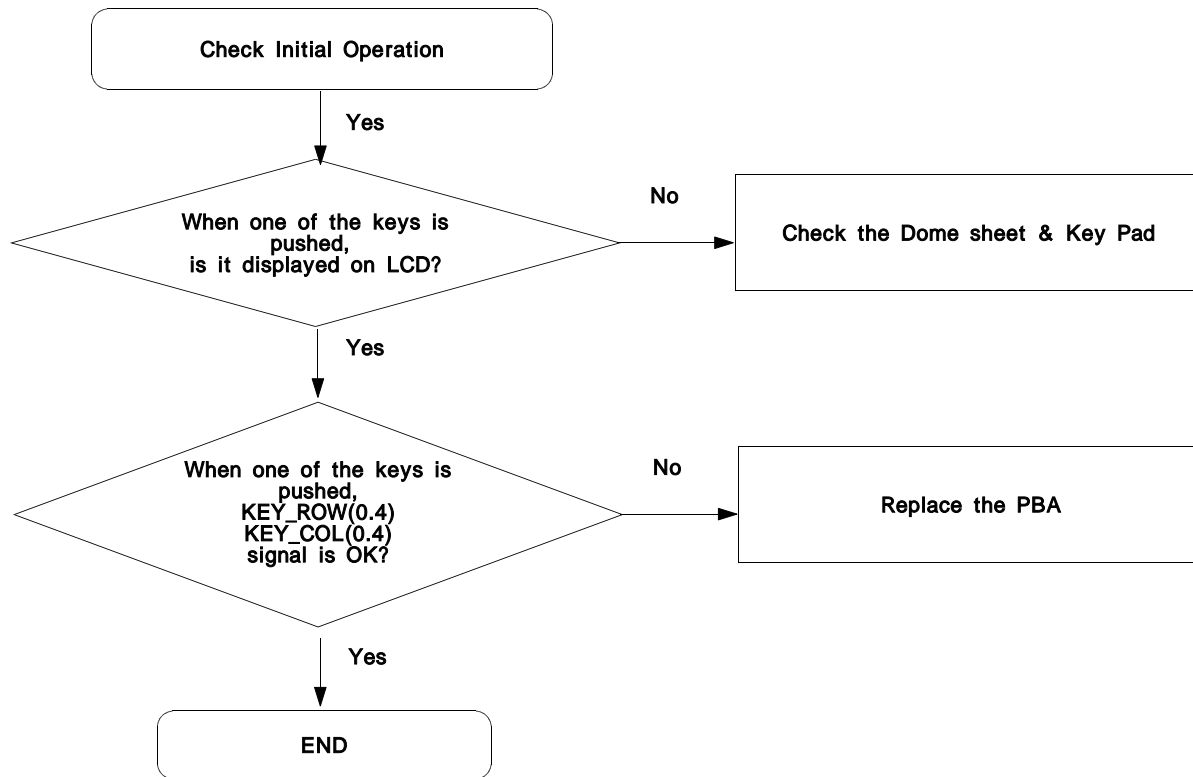 Check Initial Operation
Yes
When one of the keys is
pushed,
is it displayed on LCD?
No
Check the Dome sheet & Key Pad
Yes
When one of the keys is
pushed,
KEY_ROW(0.4)
KEY_COL(0.4)
signal is OK?
No
Replace the PBA
Yes
END